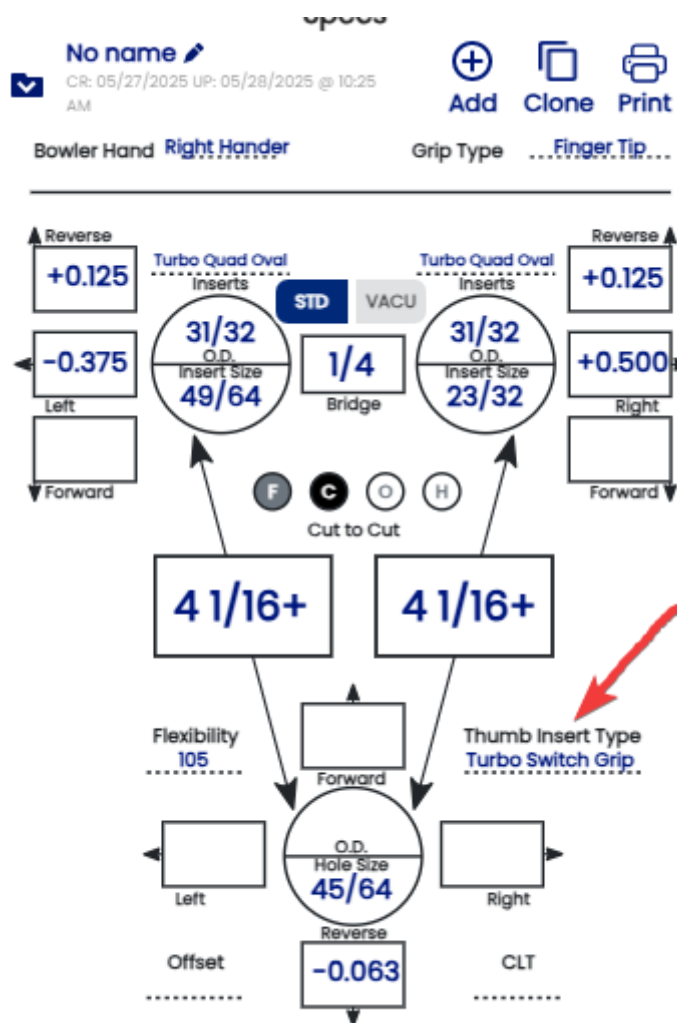 specs
No name
CR: 05/27/2025 UP: 05/28/2025 @ 10:25
AM
Add Clone Print
Bowler Hand Right Hander Grip Type Finger Tip
Reverse Reverse
+0.125 Turbo Quad Oval Turbo Quad Oval +0.125
Inserts Inserts
STD VACU
31/32 31/32
-0.375 O.D. 1/4 O.D. +0.500
Insert Size Insert Size
49/64 Bridge 23/32
Left Right
Forward F C O H Forward
Cut to Cut
4 1/16+ 4 1/16+
Flexibility Thumb Insert Type
105 Turbo Switch Grip
Forward
O.D.
Hole Size
45/64
Left Right
Reverse
Offset -0.063 CLT